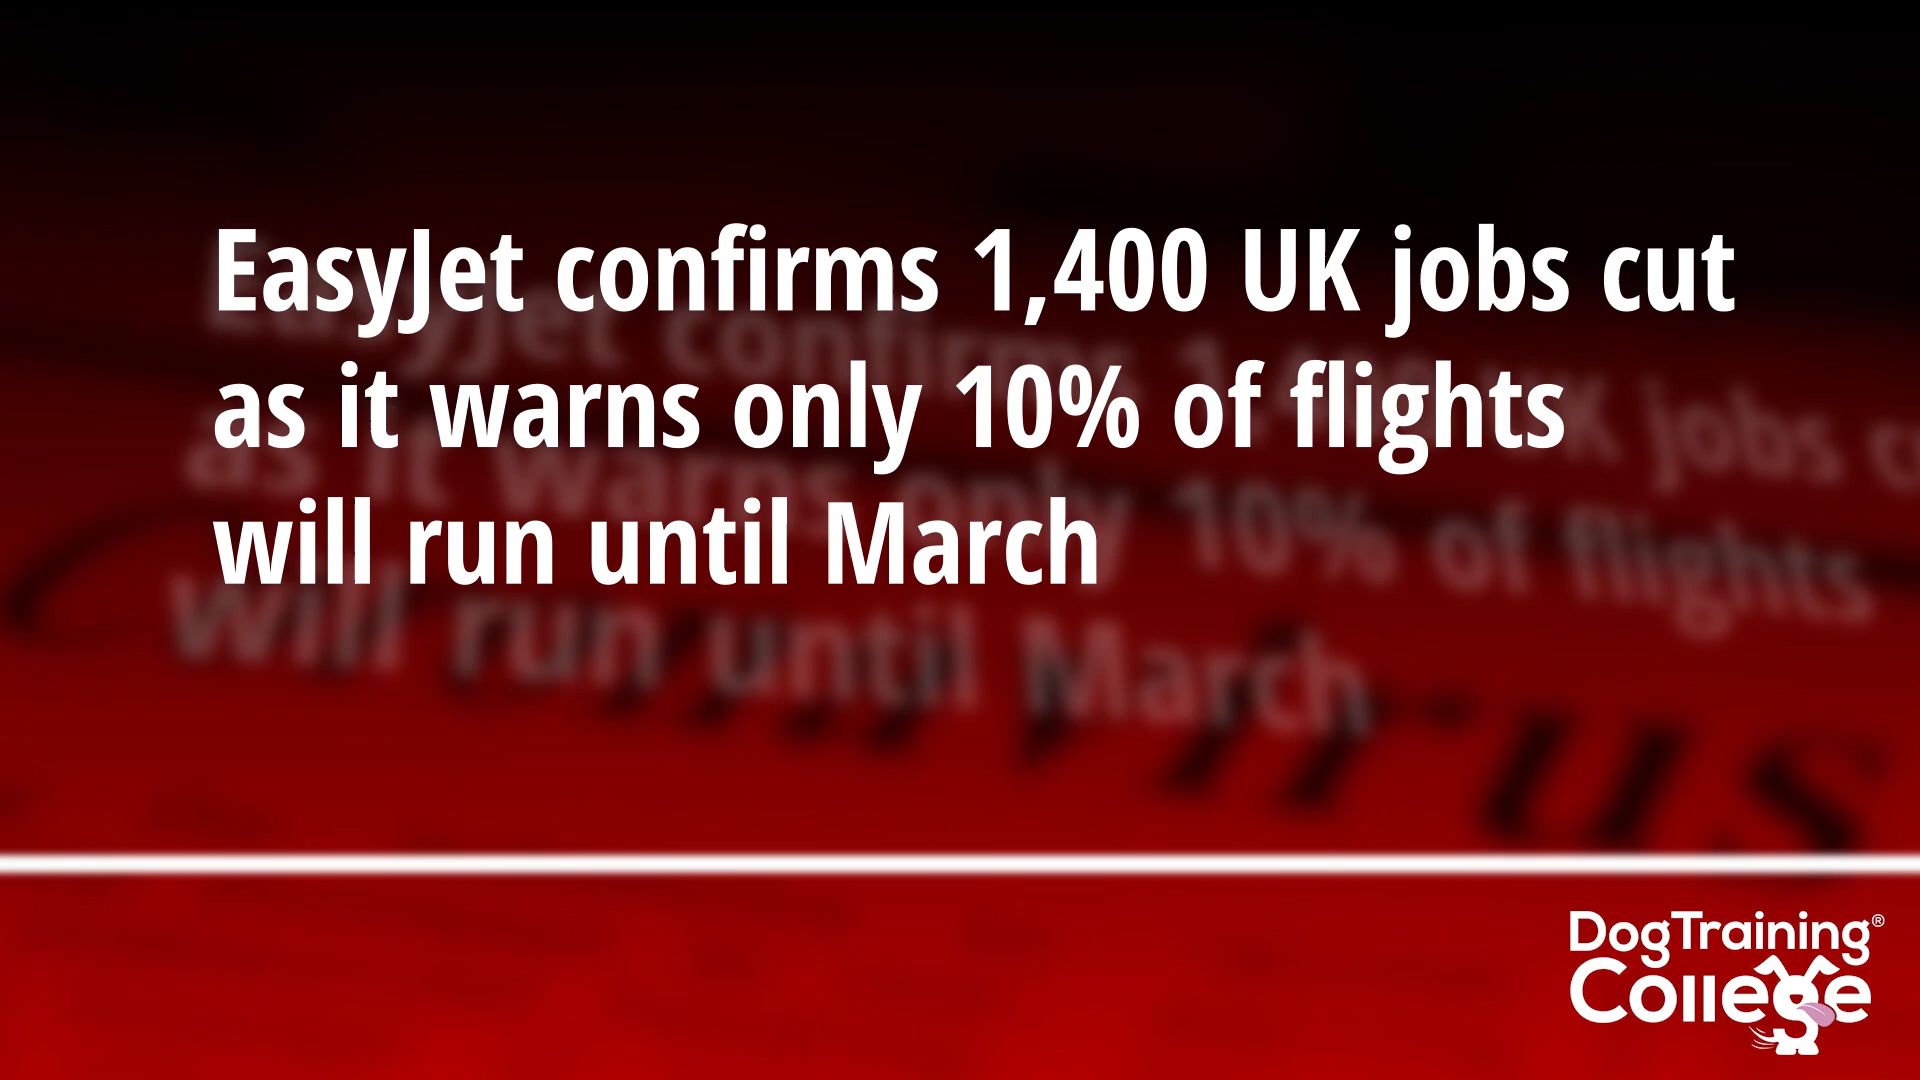 EasyJet confirms 1,400 UK jobs cut
as it warns only 10% of flights
will run until March
DogTraining®
College